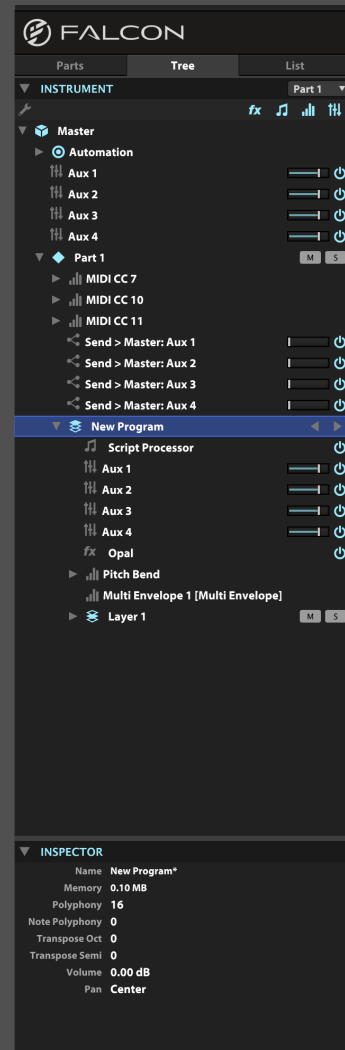 FALCON
Parts Tree List
INSTRUMENT Part 1
fx
Master
Automation
Aux 1
Aux 2
Aux 3
Aux 4
Part 1 M S
MIDI CC 7
MIDI CC 10
MIDI CC 11
Send > Master: Aux 1
Send > Master: Aux 2
Send > Master: Aux 3
Send > Master: Aux 4
New Program
Script Processor
Aux 1
Aux 2
Aux 3
Aux 4
fx Opal
Pitch Bend
Multi Envelope 1 [Multi Envelope]
Layer 1 M S
INSPECTOR
Name New Program*
Memory 0.10 MB
Polyphony 16
Note Polyphony 0
Transpose Oct 0
Transpose Semi 0
Volume 0.00 dB
Pan Center